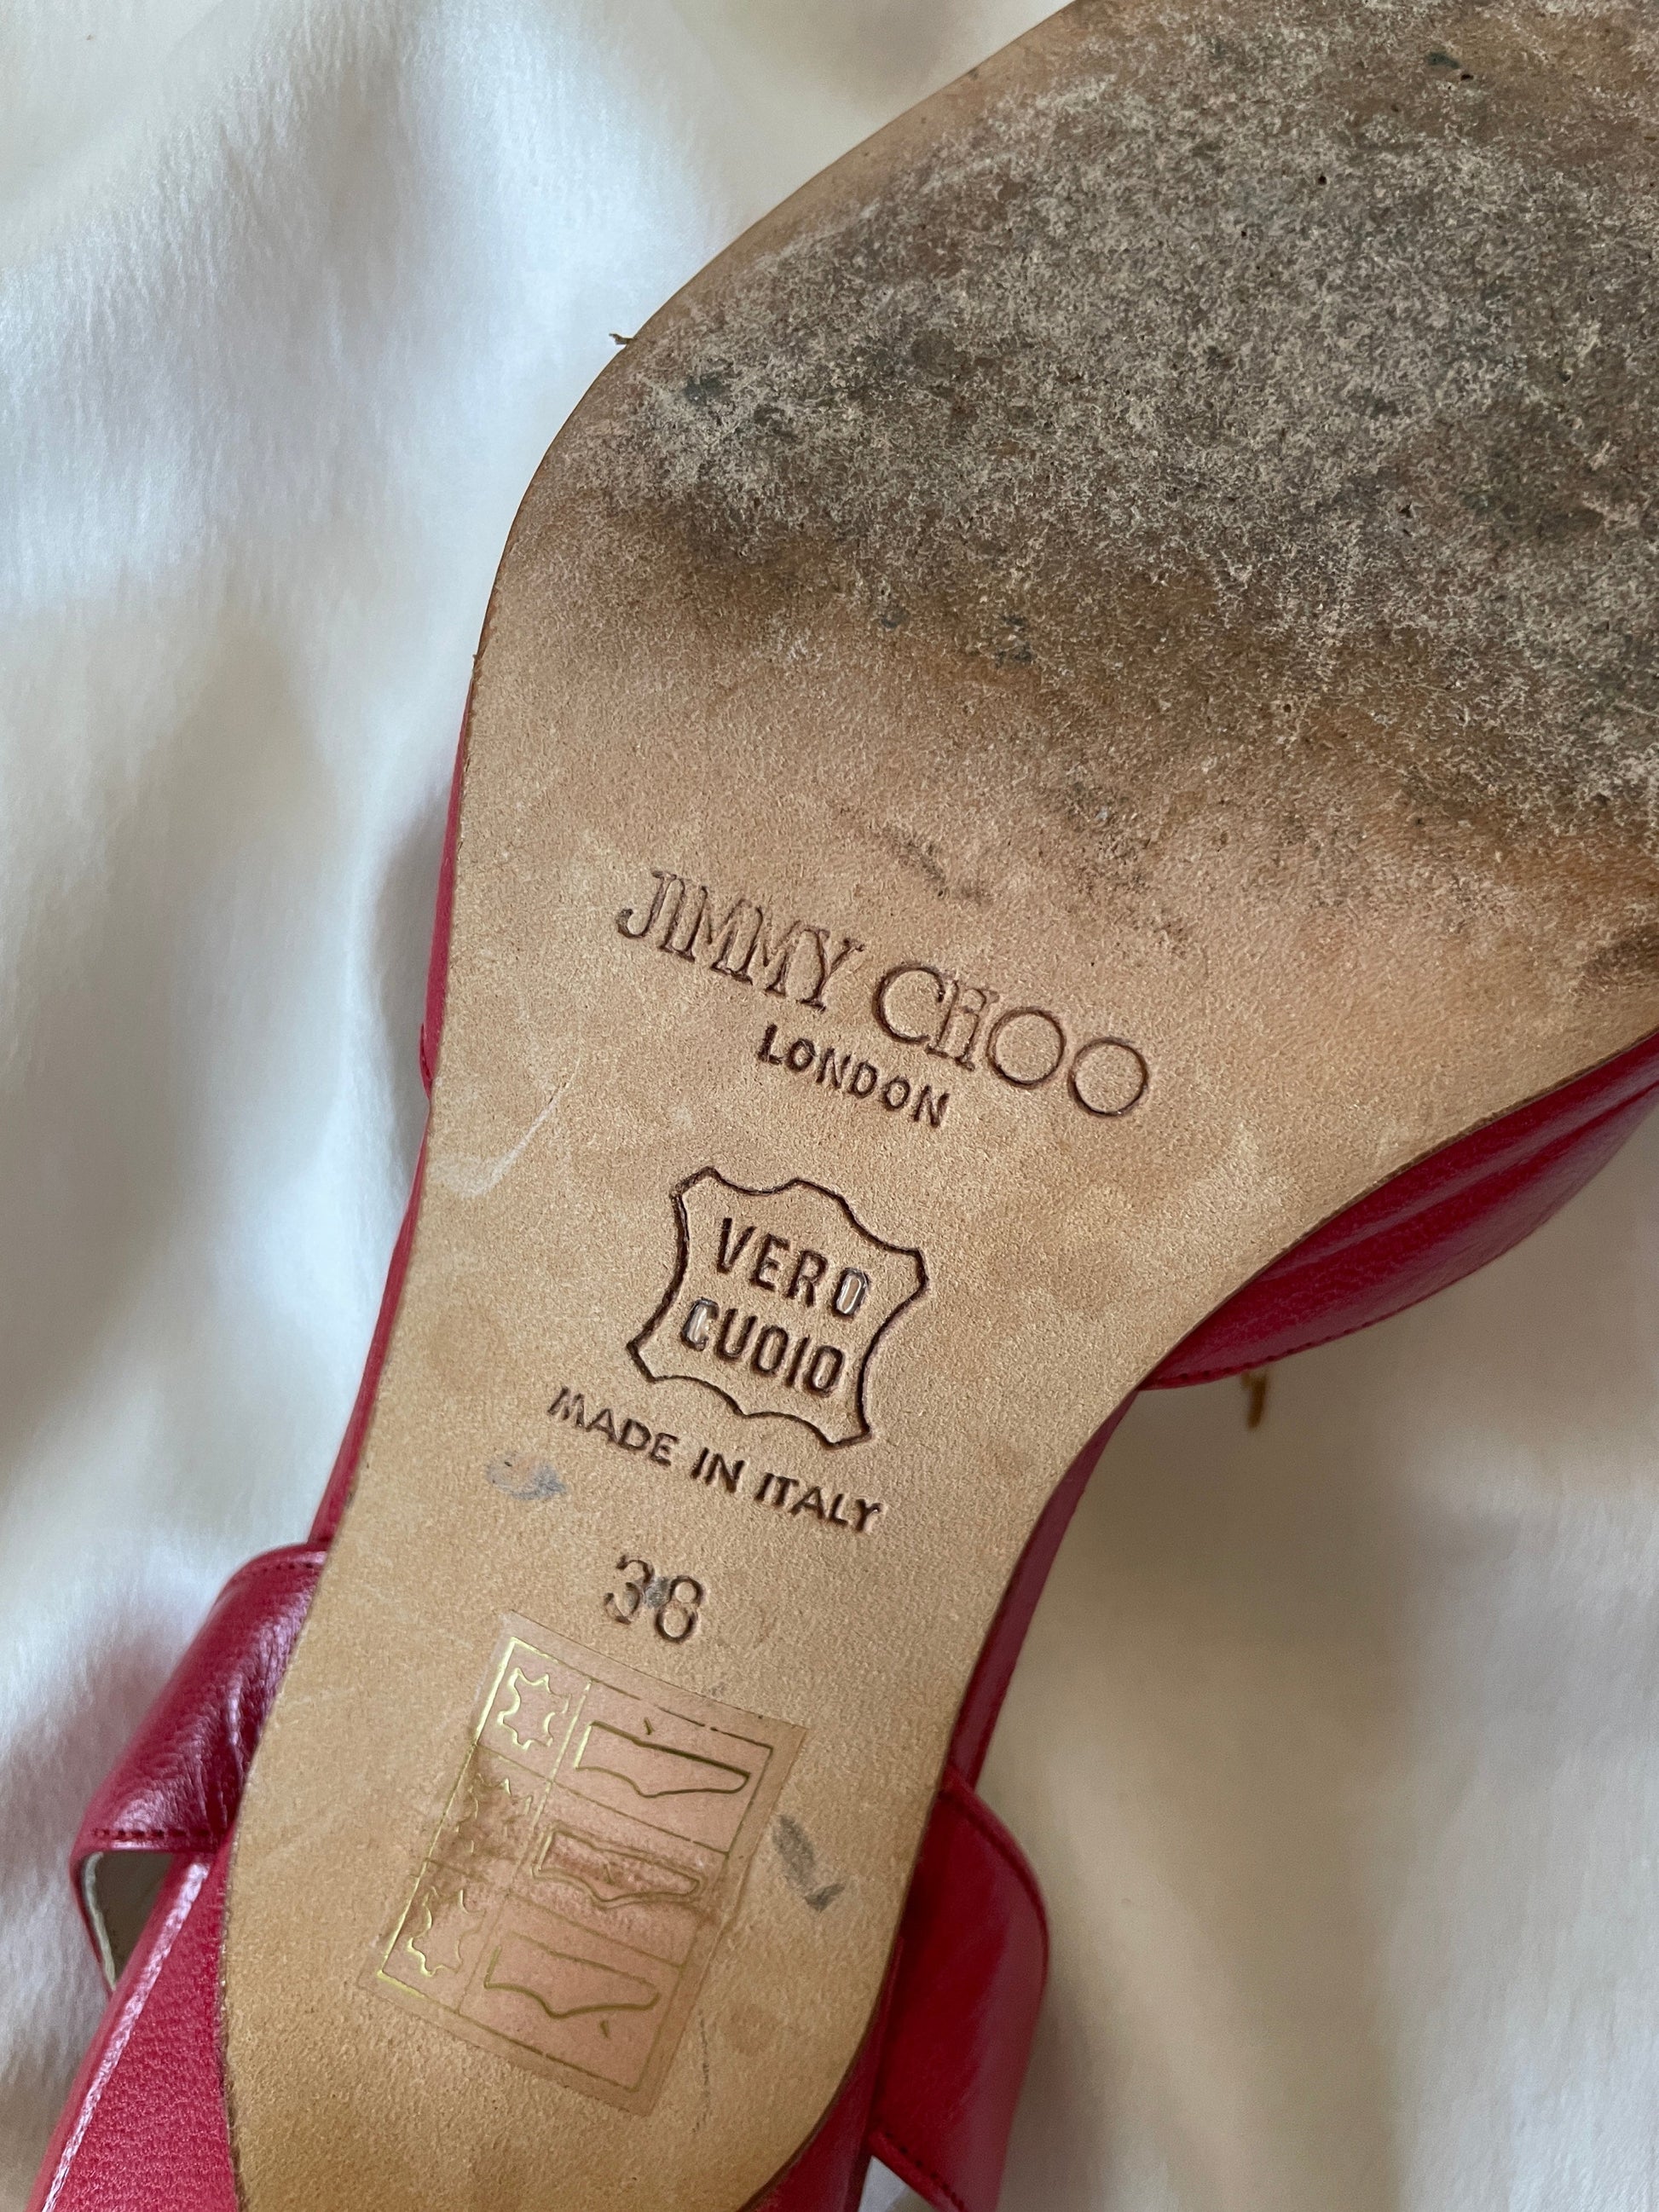 JIMMY CHOO
LONDON
VERO
CUOIO
MADE IN ITALY
38